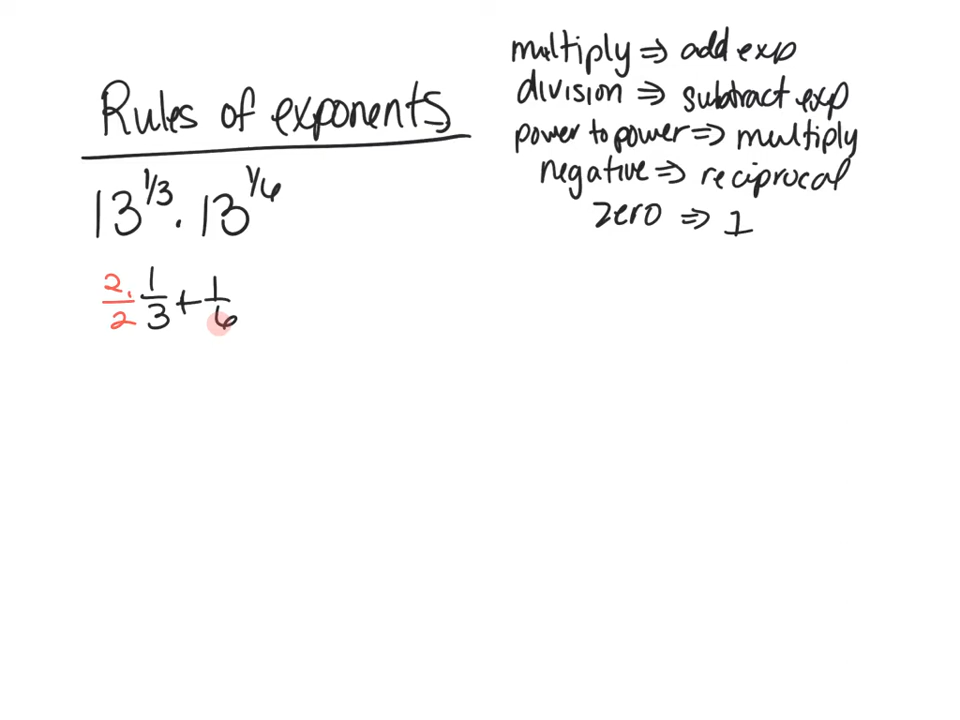 Rules of exponents
13^1/3 · 13^1/6
2/2 · 1/3 + 1/6
multiply ⇒ add exp
division ⇒ subtract exp
power to power ⇒ multiply
negative ⇒ reciprocal
zero ⇒ 1